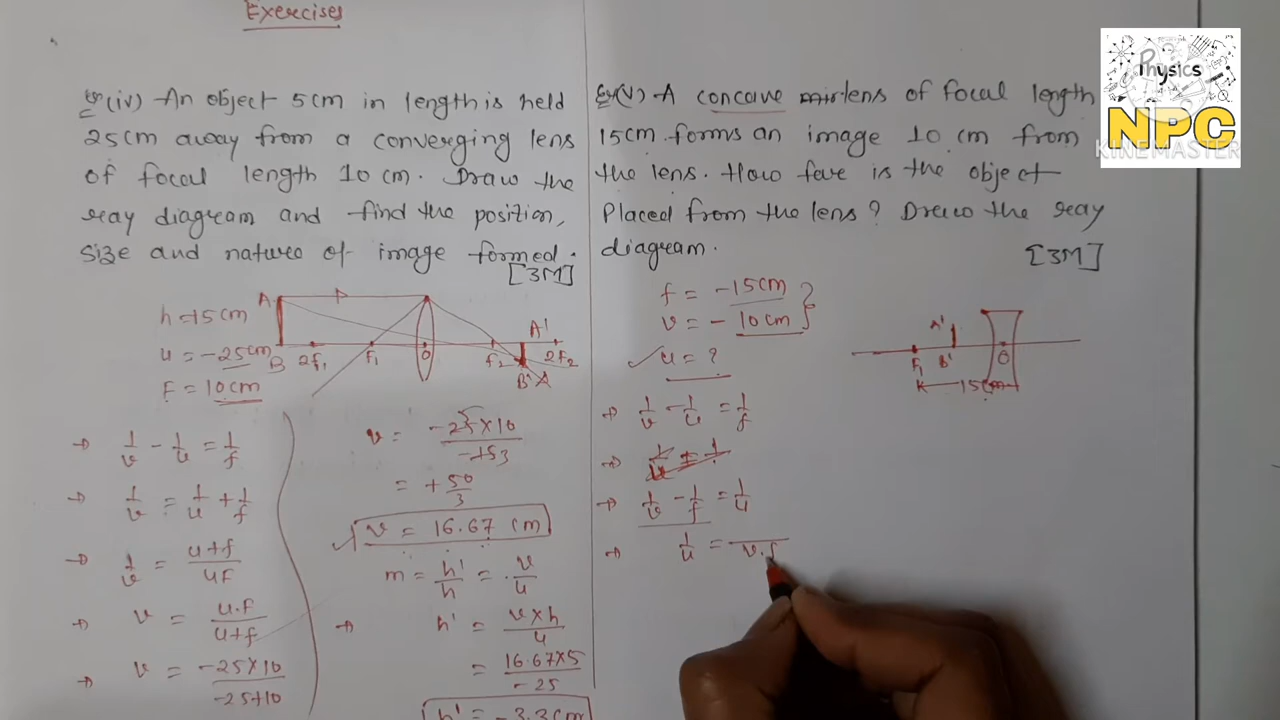 Exercises
Ex(iv) An object 5cm in length is held
25cm away from a converging lens
of focal length 10 cm. Draw the
ray diagram and find the position,
size and nature of image formed.
[3M]
A
h = 5cm
u = -25cm
F = 10cm
B 2F1 F1 O F2 2F2
A'
B' A
→ 1/v - 1/u = 1/f
→ 1/v = 1/u + 1/f
→ 1/v = u+f/uf
→ v = u.f/u+f
→ v = -25×10/-25+10
v = -25×10/-153
= +50/3
v = 16.67 cm
m = h'/h = v/u
→ h' = v×h/u
= 16.67×5/-25
h' = -3.3cm
Ex(v) A concave lens of focal length
15cm forms an image 10 cm from
the lens. How far is the object
Placed from the lens? Draw the ray
diagram.
[3M]
f = -15cm
v = -10cm
u = ?
→ 1/v - 1/u = 1/f
→ 1/v - 1/f = 1/u
→ 1/u = v.f
A'
F1 B' O
15cm
Physics
NPC
KINEMASTER